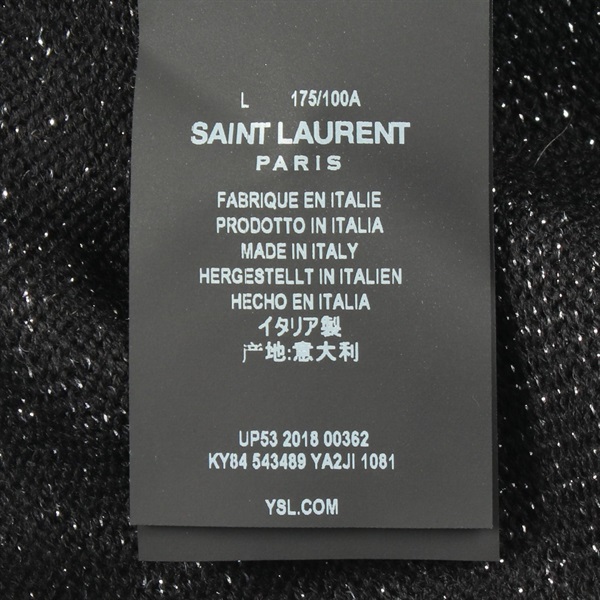 L 175/100A
SAINT LAURENT
PARIS
FABRIQUE EN ITALIE
PRODOTTO IN ITALIA
MADE IN ITALY
HERGESTELLT IN ITALIEN
HECHO EN ITALIA
イタリア製
产地:意大利
UP53 2018 00362
KY84 543489 YA2JI 1081
YSL.COM